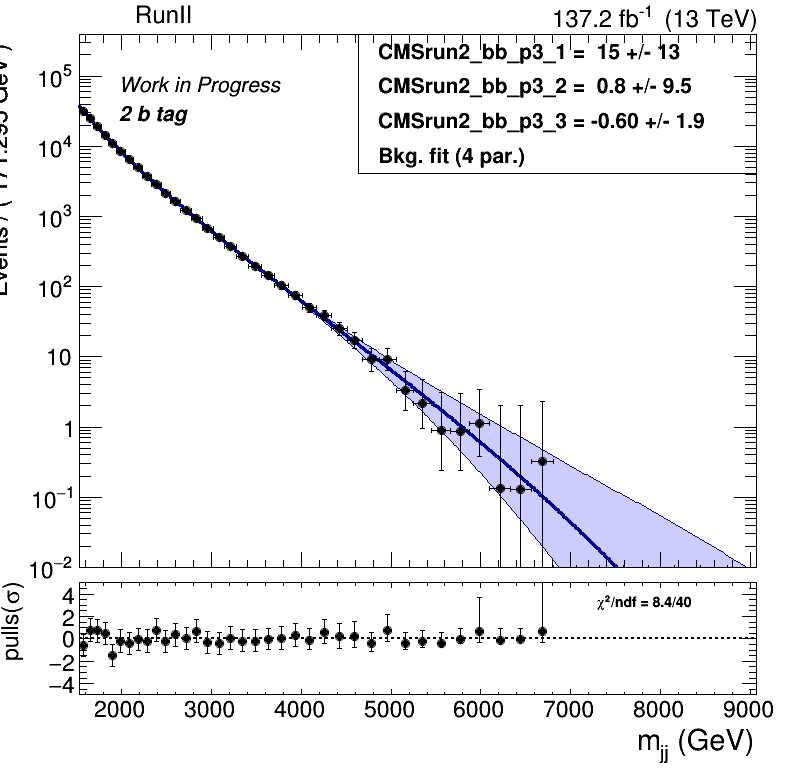 RunII
137.2 fb⁻¹ (13 TeV)
Work in Progress
2 b tag
CMSrun2_bb_p3_1 = 15 +/- 13
CMSrun2_bb_p3_2 = 0.8 +/- 9.5
CMSrun2_bb_p3_3 = -0.60 +/- 1.9
Bkg. fit (4 par.)
10⁵
10⁴
10³
10²
10
1
10⁻¹
10⁻²
Events / (
pulls(σ)
4
2
0
−2
−4
χ²/ndf = 8.4/40
2000 3000 4000 5000 6000 7000 8000 9000
m_jj (GeV)